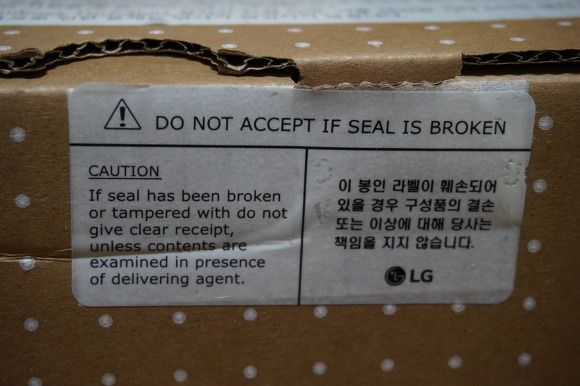 DO NOT ACCEPT IF SEAL IS BROKEN
CAUTION
If seal has been broken
or tampered with do not
give clear receipt,
unless contents are
examined in presence
of delivering agent.
이 봉인 라벨이 훼손되어
있을 경우 구성품의 결손
또는 이상에 대해 당사는
책임을 지지 않습니다.
LG